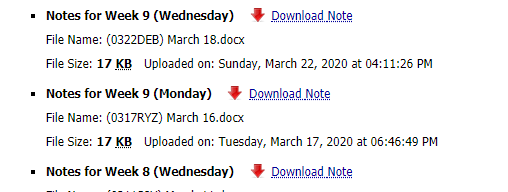 Notes for Week 9 (Wednesday) Download Note
File Name: (0322DEB) March 18.docx
File Size: 17 KB Uploaded on: Sunday, March 22, 2020 at 04:11:26 PM
Notes for Week 9 (Monday) Download Note
File Name: (0317RYZ) March 16.docx
File Size: 17 KB Uploaded on: Tuesday, March 17, 2020 at 06:46:49 PM
Notes for Week 8 (Wednesday) Download Note